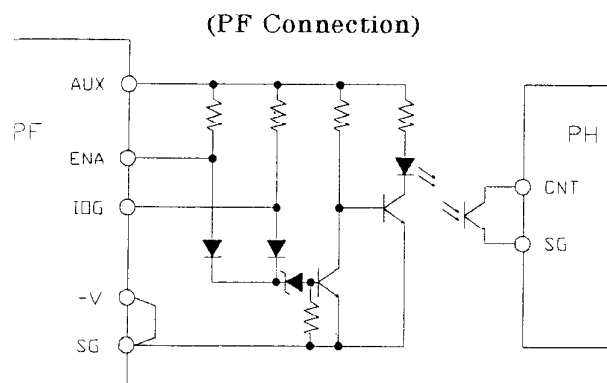 (PF Connection)
AUX
PF
PH
ENA
CNT
IOG
SG
-V
SG